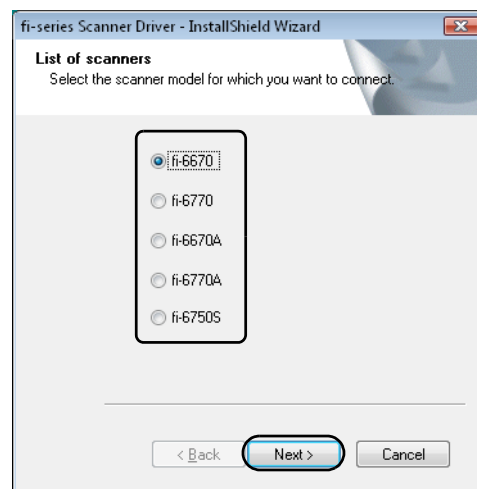 fi-series Scanner Driver - InstallShield Wizard
List of scanners
Select the scanner model for which you want to connect.
fi-6670
fi-6770
fi-6670A
fi-6770A
fi-6750S
< Back Next > Cancel